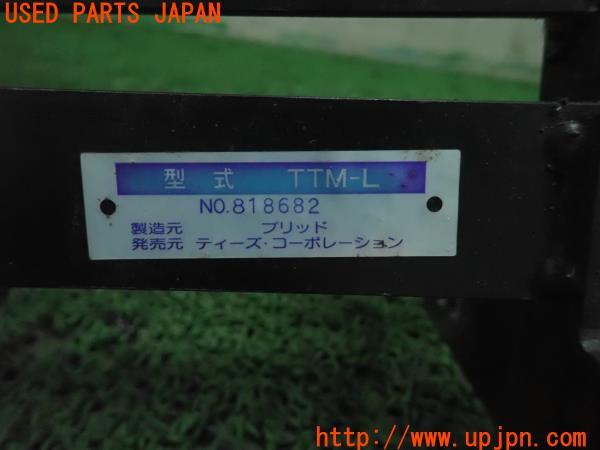 USED PARTS JAPAN
型式 TTM-L
NO.818682
製造元 ブリッド
発売元 ティーズ・コーポレーション
http://www.upjpn.com/